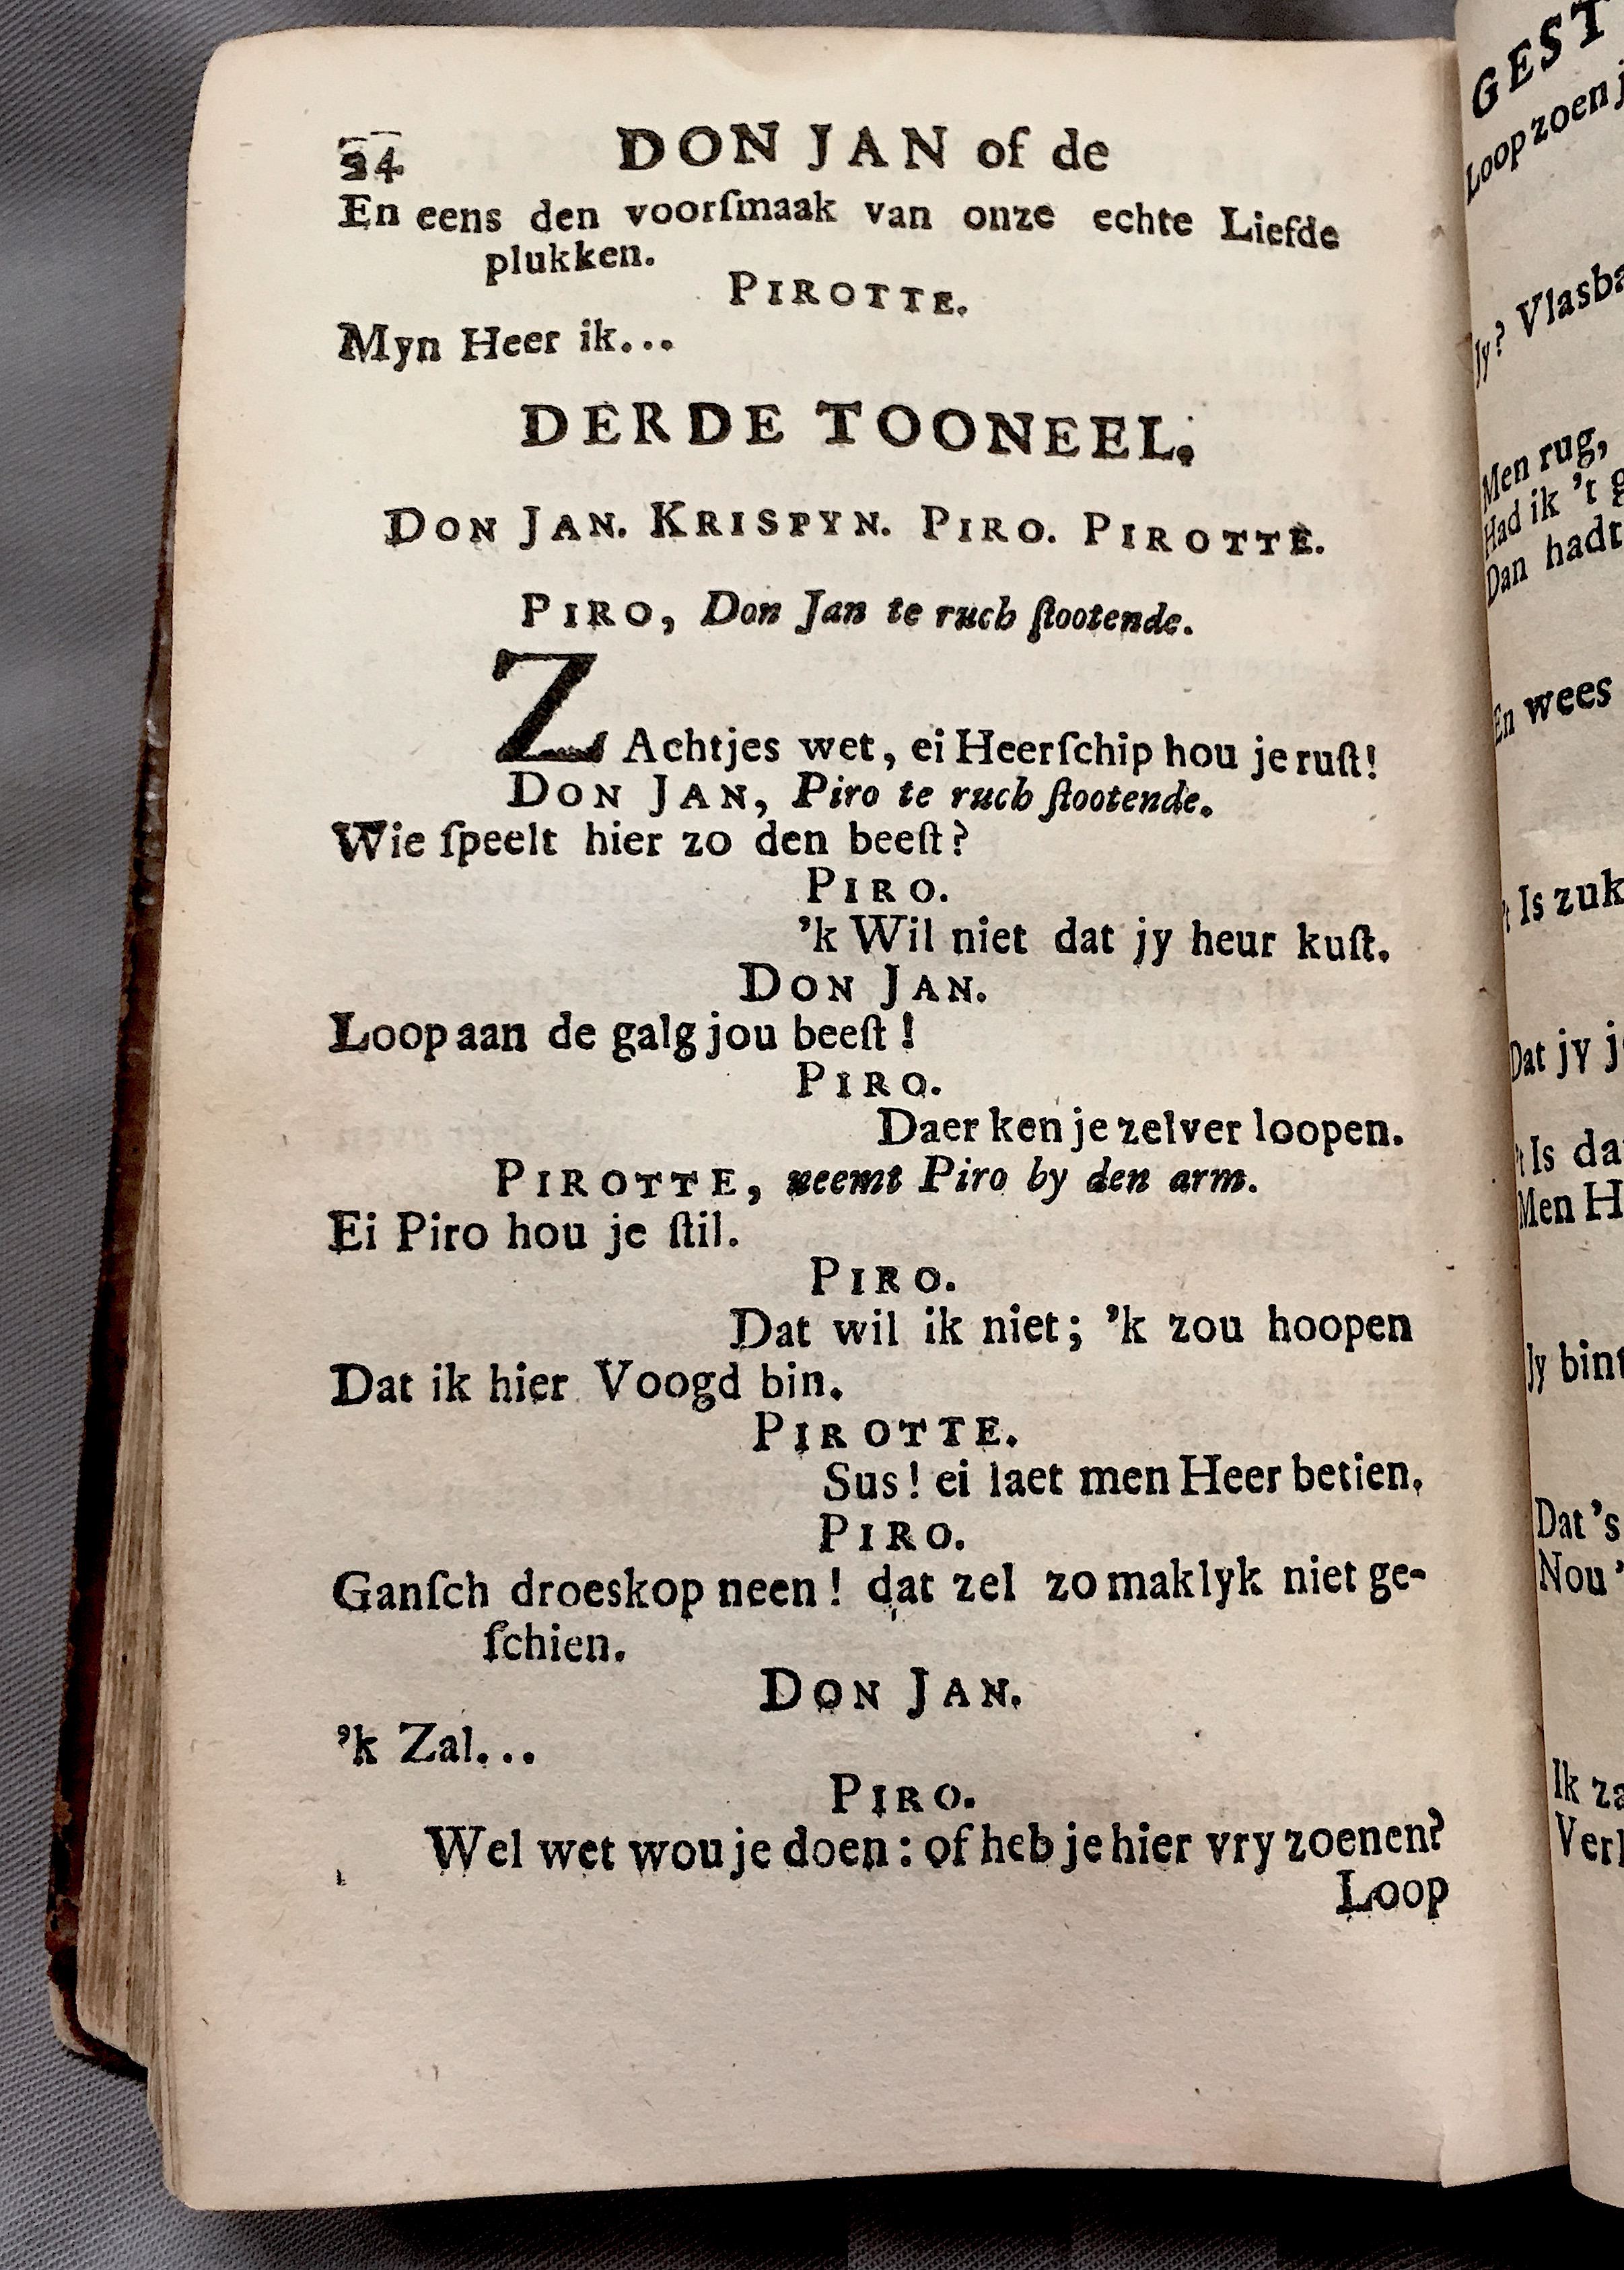 34 DON JAN of de
En eens den voorſmaak van onze echte Liefde
plukken.
PIROTTE.
Myn Heer ik...
DERDE TOONEEL.
DON JAN. KRISPYN. PIRO. PIROTTE.
PIRO, Don Jan te ruch ſtootende.
ZAchtjes wet, ei Heerſchip hou je ruſt!
DON JAN, Piro te ruch ſtootende.
Wie ſpeelt hier zo den beeſt?
PIRO.
'k Wil niet dat jy heur kuſt.
DON JAN.
Loop aan de galg jou beeſt!
PIRO.
Daer ken je zelver loopen.
PIROTTE, neemt Piro by den arm.
Ei Piro hou je ſtil.
PIRO.
Dat wil ik niet; 'k zou hoopen
Dat ik hier Voogd bin.
PIROTTE.
Sus! ei laet men Heer betien.
PIRO.
Ganſch droeskop neen! dat zel zo maklyk niet ge-
ſchien.
DON JAN.
'k Zal...
PIRO.
Wel wet wou je doen: of heb je hier vry zoenen?
Loop
GEST
Loop zoen j
Jy? Vlasba
Men rug,
Had ik 't g
Dan hadt
En wees
't Is zuk
Dat jy j
't Is da
Men H
Jy bint
Dat 's
Nou '
Ik za
Verl